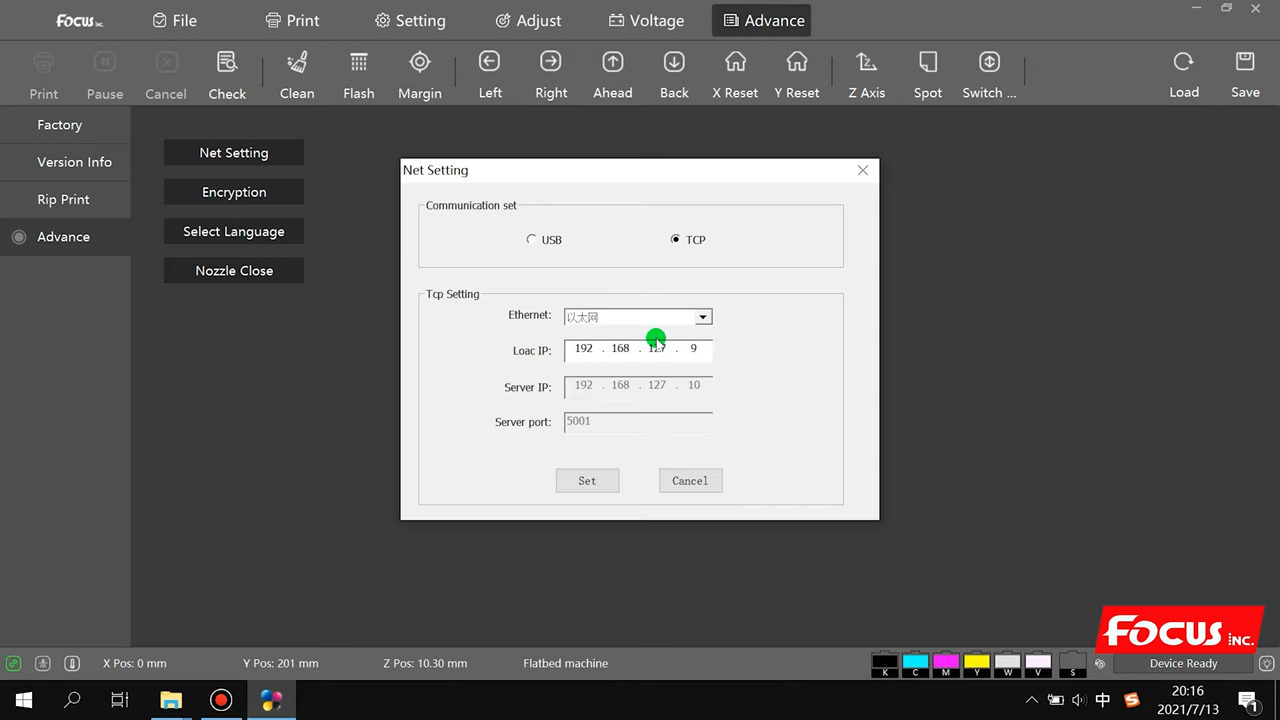 FOCUS INC.
File
Print
Setting
Adjust
Voltage
Advance
Print
Pause
Cancel
Check
Clean
Flash
Margin
Left
Right
Ahead
Back
X Reset
Y Reset
Z Axis
Spot
Switch ...
Load
Save
Factory
Version Info
Rip Print
Advance
Net Setting
Encryption
Select Language
Nozzle Close
Net Setting
Communication set
USB
TCP
Tcp Setting
Ethernet: 以太网
Loac IP: 192 . 168 . 127 . 9
Server IP: 192 . 168 . 127 . 10
Server port: 5001
Set
Cancel
FOCUS INC.
X Pos: 0 mm
Y Pos: 201 mm
Z Pos: 10.30 mm
Flatbed machine
K
C
M
Y
W
V
S
Device Ready
中
20:16
2021/7/13
1